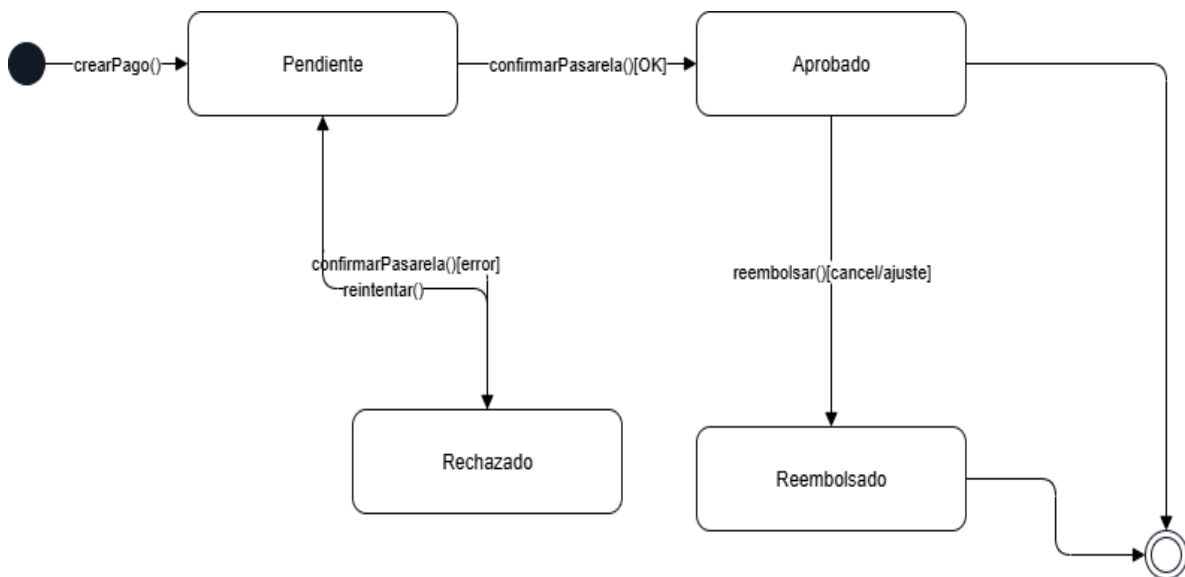 crearPago()
Pendiente
confirmarPasarela()[OK]
Aprobado
confirmarPasarela()[error]
reintentar()
reembolsar()[cancel/ajuste]
Rechazado
Reembolsado